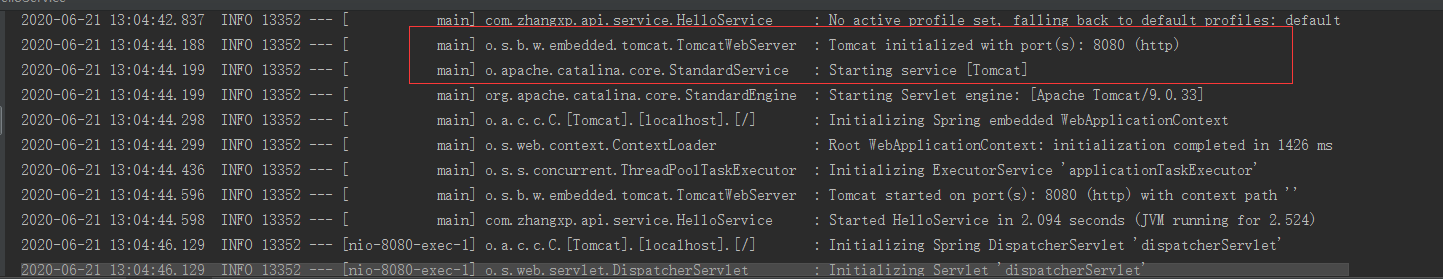 2020-06-21 13:04:42.837  INFO 13352 --- [           main] com.zhangxp.api.service.HelloService     : No active profile set, falling back to default profiles: default
2020-06-21 13:04:44.188  INFO 13352 --- [           main] o.s.b.w.embedded.tomcat.TomcatWebServer  : Tomcat initialized with port(s): 8080 (http)
2020-06-21 13:04:44.199  INFO 13352 --- [           main] o.apache.catalina.core.StandardService   : Starting service [Tomcat]
2020-06-21 13:04:44.199  INFO 13352 --- [           main] org.apache.catalina.core.StandardEngine  : Starting Servlet engine: [Apache Tomcat/9.0.33]
2020-06-21 13:04:44.298  INFO 13352 --- [           main] o.a.c.c.C.[Tomcat].[localhost].[/]       : Initializing Spring embedded WebApplicationContext
2020-06-21 13:04:44.299  INFO 13352 --- [           main] o.s.web.context.ContextLoader            : Root WebApplicationContext: initialization completed in 1426 ms
2020-06-21 13:04:44.436  INFO 13352 --- [           main] o.s.s.concurrent.ThreadPoolTaskExecutor  : Initializing ExecutorService 'applicationTaskExecutor'
2020-06-21 13:04:44.596  INFO 13352 --- [           main] o.s.b.w.embedded.tomcat.TomcatWebServer  : Tomcat started on port(s): 8080 (http) with context path ''
2020-06-21 13:04:44.598  INFO 13352 --- [           main] com.zhangxp.api.service.HelloService     : Started HelloService in 2.094 seconds (JVM running for 2.524)
2020-06-21 13:04:46.129  INFO 13352 --- [nio-8080-exec-1] o.a.c.c.C.[Tomcat].[localhost].[/]       : Initializing Spring DispatcherServlet 'dispatcherServlet'
2020-06-21 13:04:46.129  INFO 13352 --- [nio-8080-exec-1] o.s.web.servlet.DispatcherServlet        : Initializing Servlet 'dispatcherServlet'